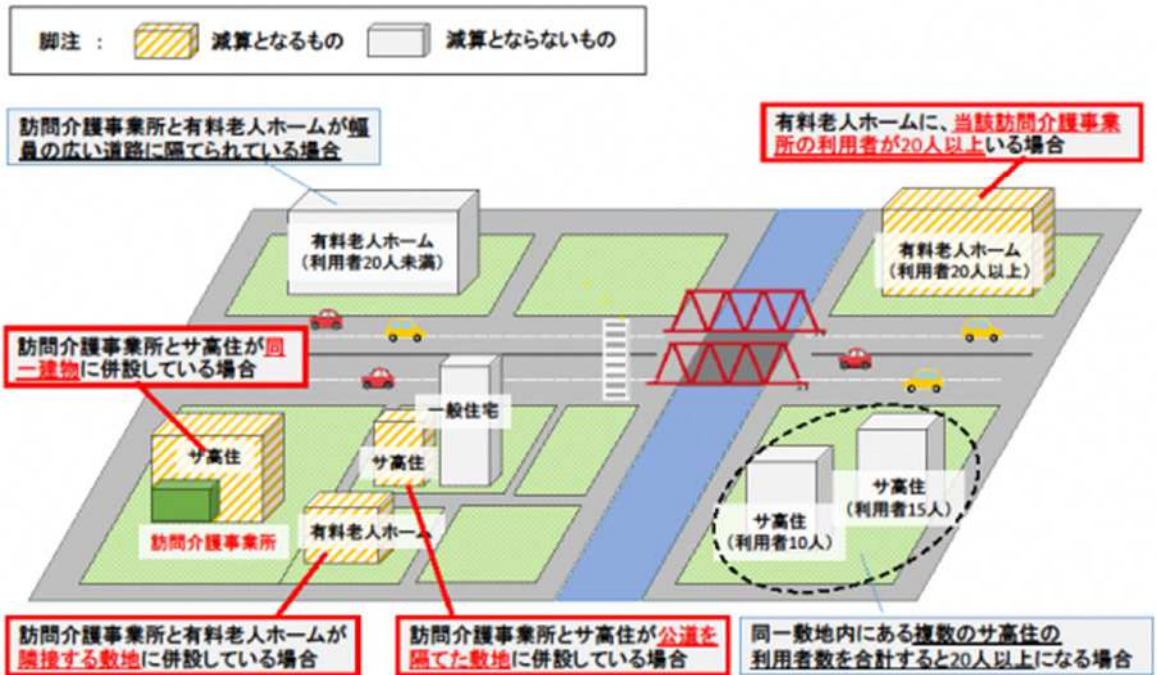 脚注 ： 減算となるもの 減算とならないもの
訪問介護事業所と有料老人ホームが幅
員の広い道路に隔てられている場合
有料老人ホームに、当該訪問介護事業
所の利用者が20人以上いる場合
有料老人ホーム
（利用者20人未満）
有料老人ホーム
（利用者20人以上）
訪問介護事業所とサ高住が同
一建物に併設している場合
一般住宅
サ高住
サ高住
訪問介護事業所
有料老人ホーム
サ高住
（利用者15人）
サ高住
（利用者10人）
訪問介護事業所と有料老人ホームが
隣接する敷地に併設している場合
訪問介護事業所とサ高住が公道を
隔てた敷地に併設している場合
同一敷地内にある複数のサ高住の
利用者数を合計すると20人以上になる場合